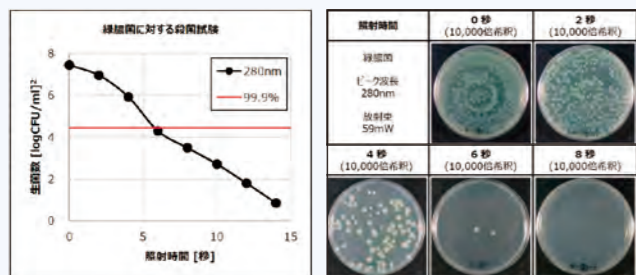 緑膿菌に対する殺菌試験
生菌数 [logCFU/ml]²
8
6
4
2
0
280nm
99.9%
0
5
10
15
照射時間 [秒]
照射時間
0 秒
(10,000倍希釈)
2 秒
(10,000倍希釈)
緑膿菌
ピーク波長
280nm
放射束
59mW
4 秒
(10,000倍希釈)
6 秒
(10,000倍希釈)
8 秒
(10,000倍希釈)